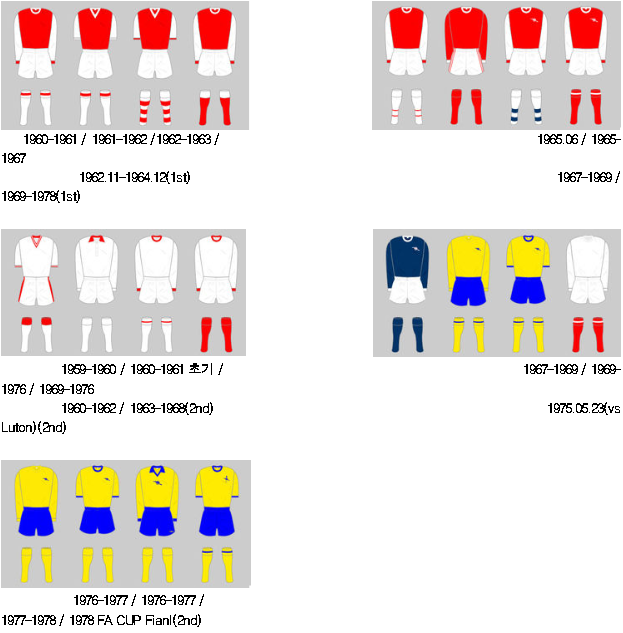 1960-1961 / 1961-1962 /1962-1963 /
1967
1962.11-1964.12(1st)
1969-1978(1st)
1965.06 / 1965-
1967-1969 /
1959-1960 / 1960-1961 초기 /
1976 / 1969-1976
1960-1962 / 1963-1968(2nd)
Luton)(2nd)
1967-1969 / 1969-
1975.05.23(vs
1976-1977 / 1976-1977 /
1977-1978 / 1978 FA CUP Fianl(2nd)